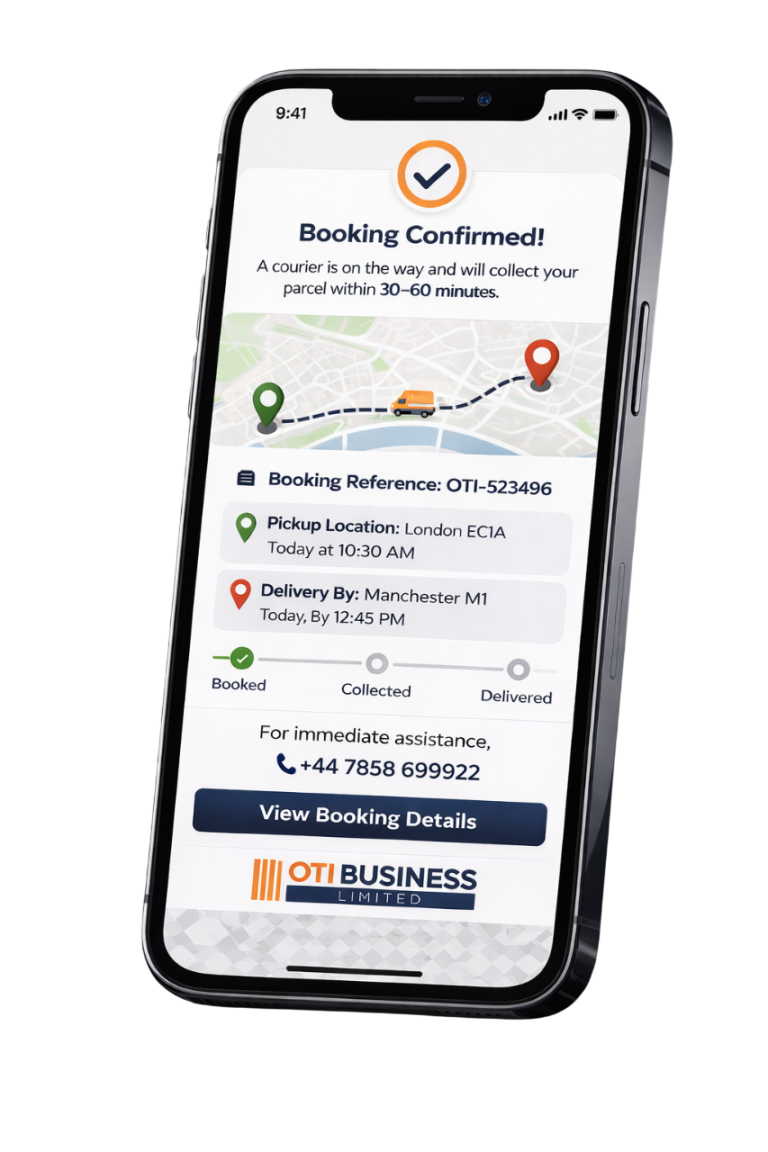 9:41
Booking Confirmed!
A courier is on the way and will collect your
parcel within 30–60 minutes.
Booking Reference: OTI-523496
Pickup Location: London EC1A
Today at 10:30 AM
Delivery By: Manchester M1
Today, By 12:45 PM
Booked
Collected
Delivered
For immediate assistance,
+44 7858 699922
View Booking Details
OTI BUSINESS
LIMITED